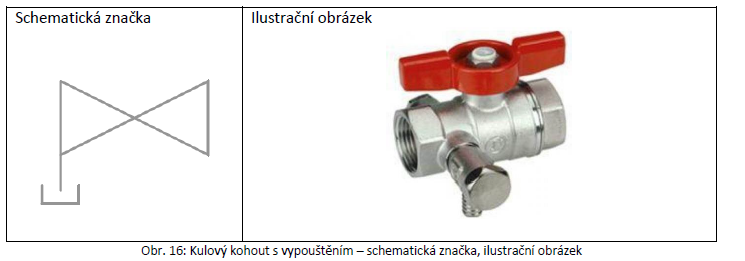 Schematická značka
Ilustrační obrázek
Obr. 16: Kulový kohout s vypouštěním – schematická značka, ilustrační obrázek